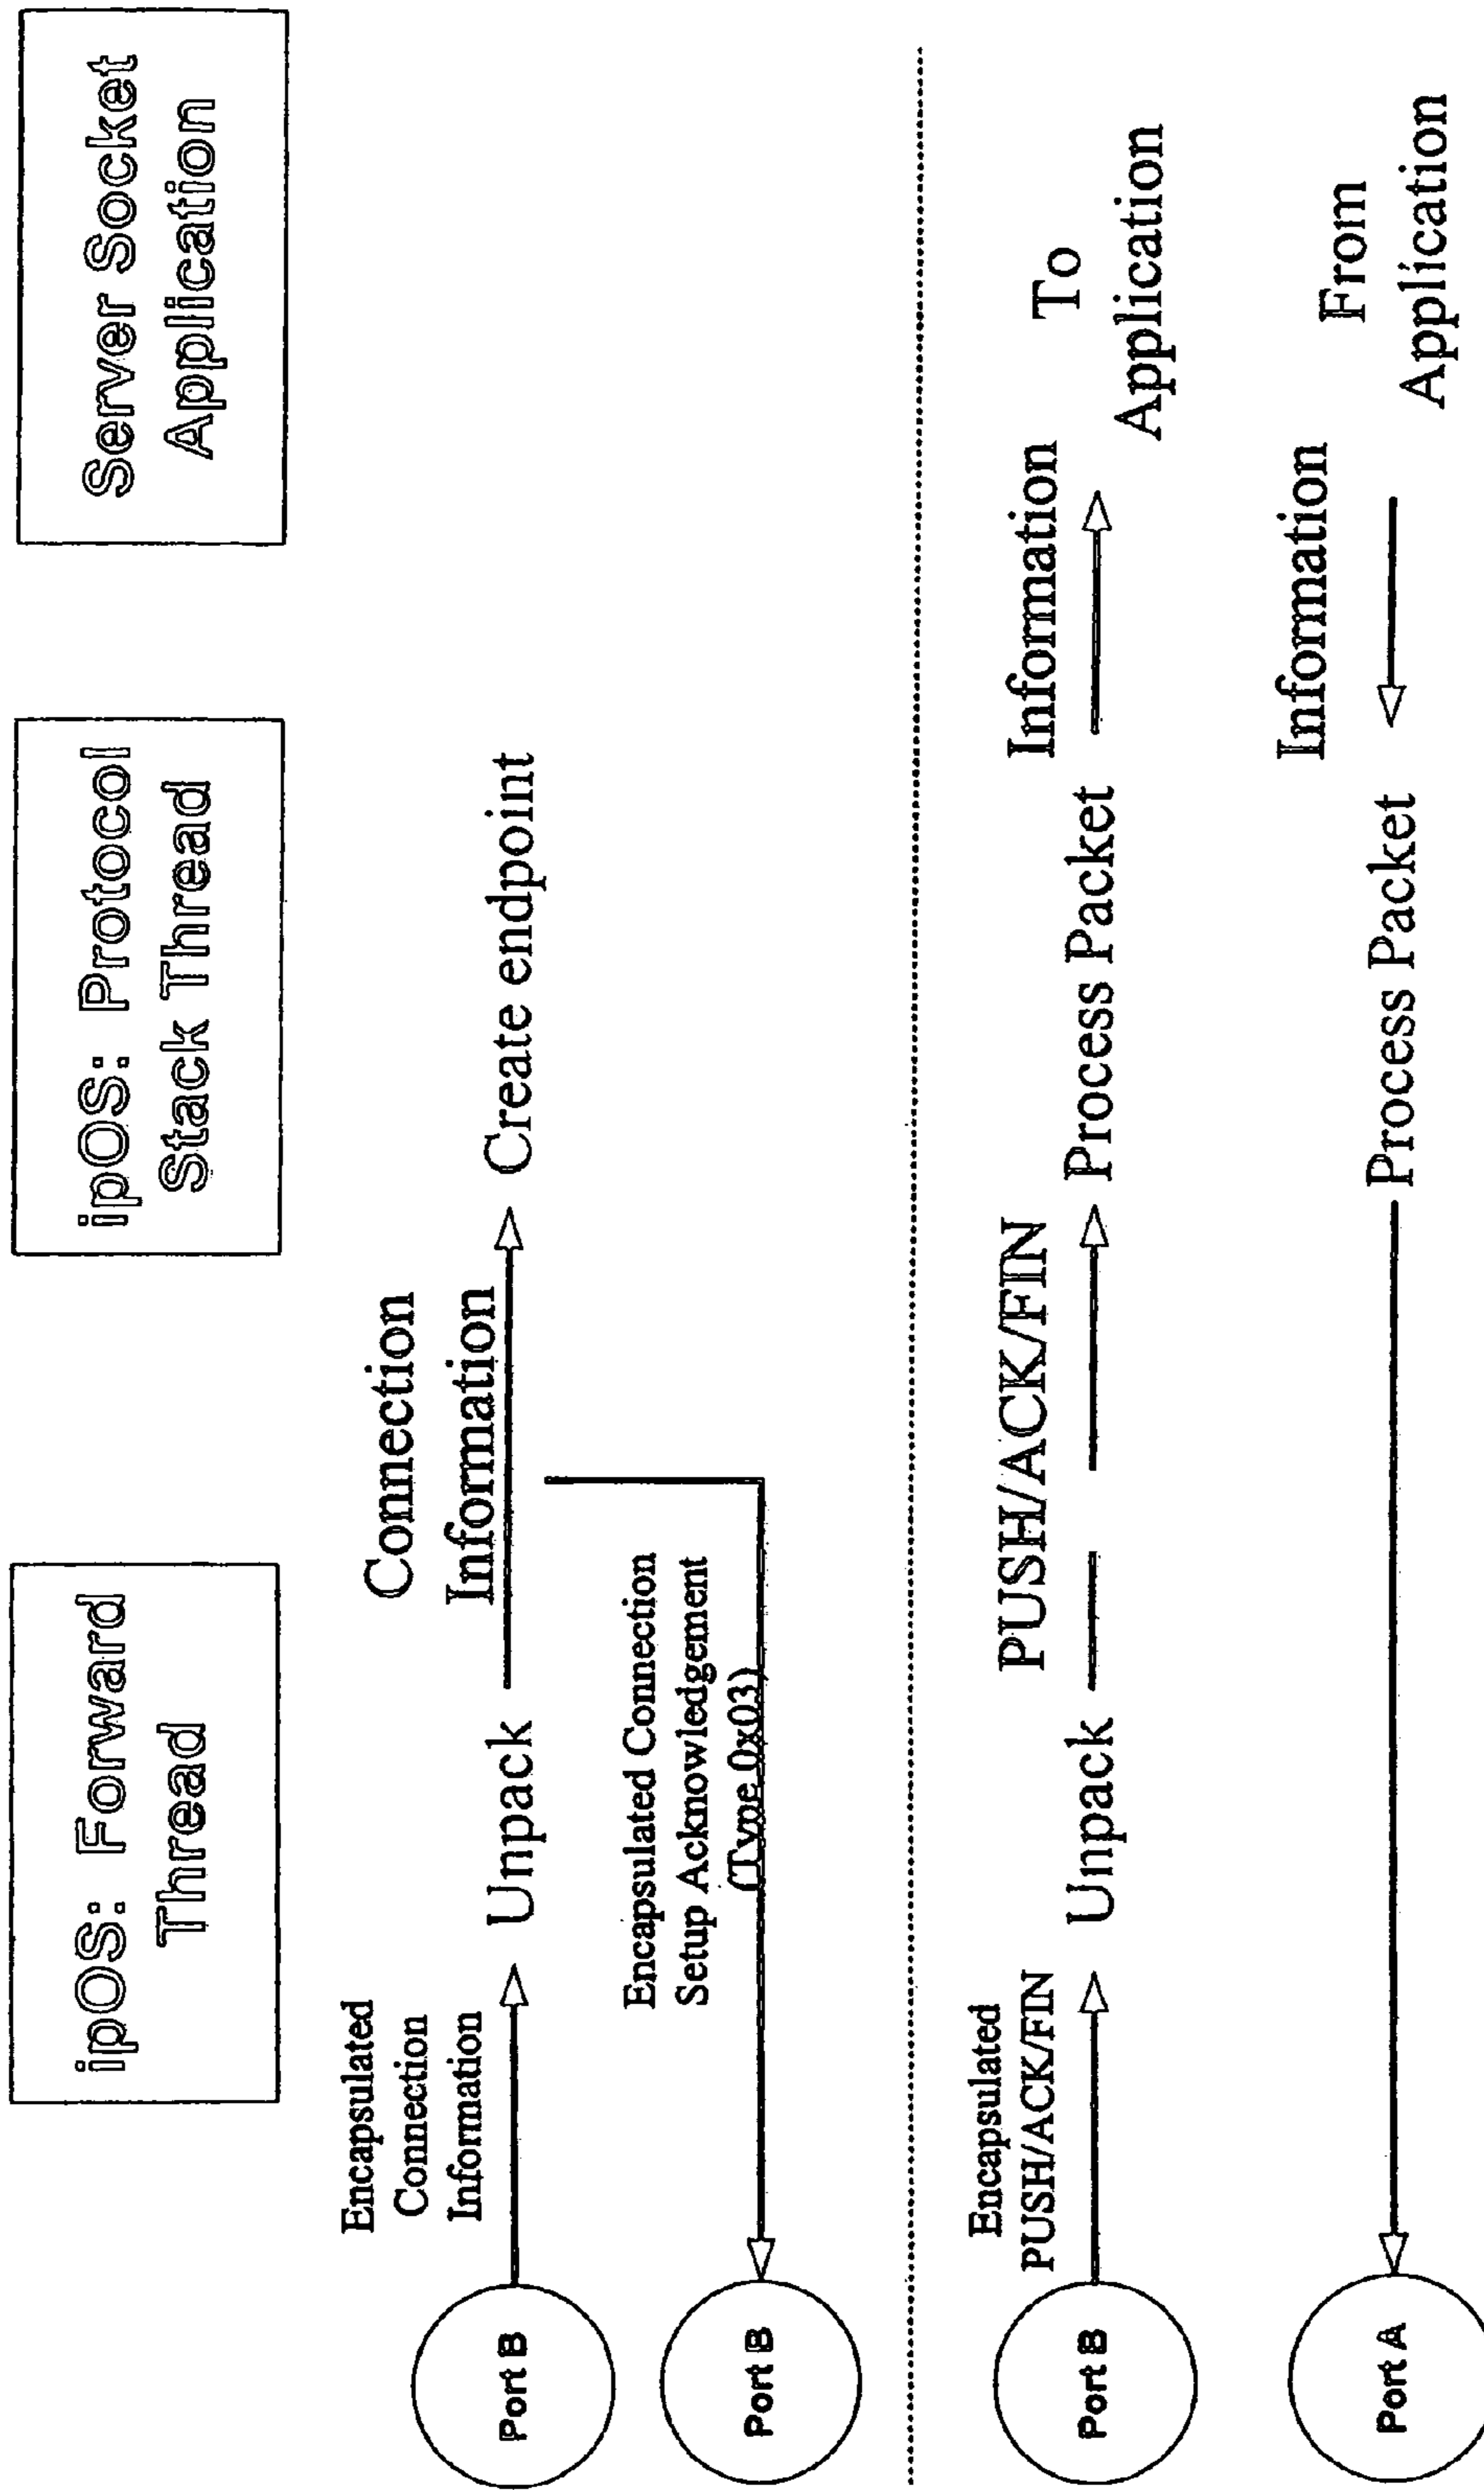 ipOS: Forward
Thread
ipOS: Protocol
Stack Thread
Server Socket
Application
Encapsulated
Connection
Information
Port B
Unpack
Connection
Information
Create endpoint
Encapsulated Connection
Setup Acknowledgement
(Type 0x03)
Port B
Encapsulated
PUSH/ACK/FIN
Port B
Unpack
PUSH/ACK/FIN
Process Packet
Information
To
Application
Port A
Process Packet
Information
From
Application